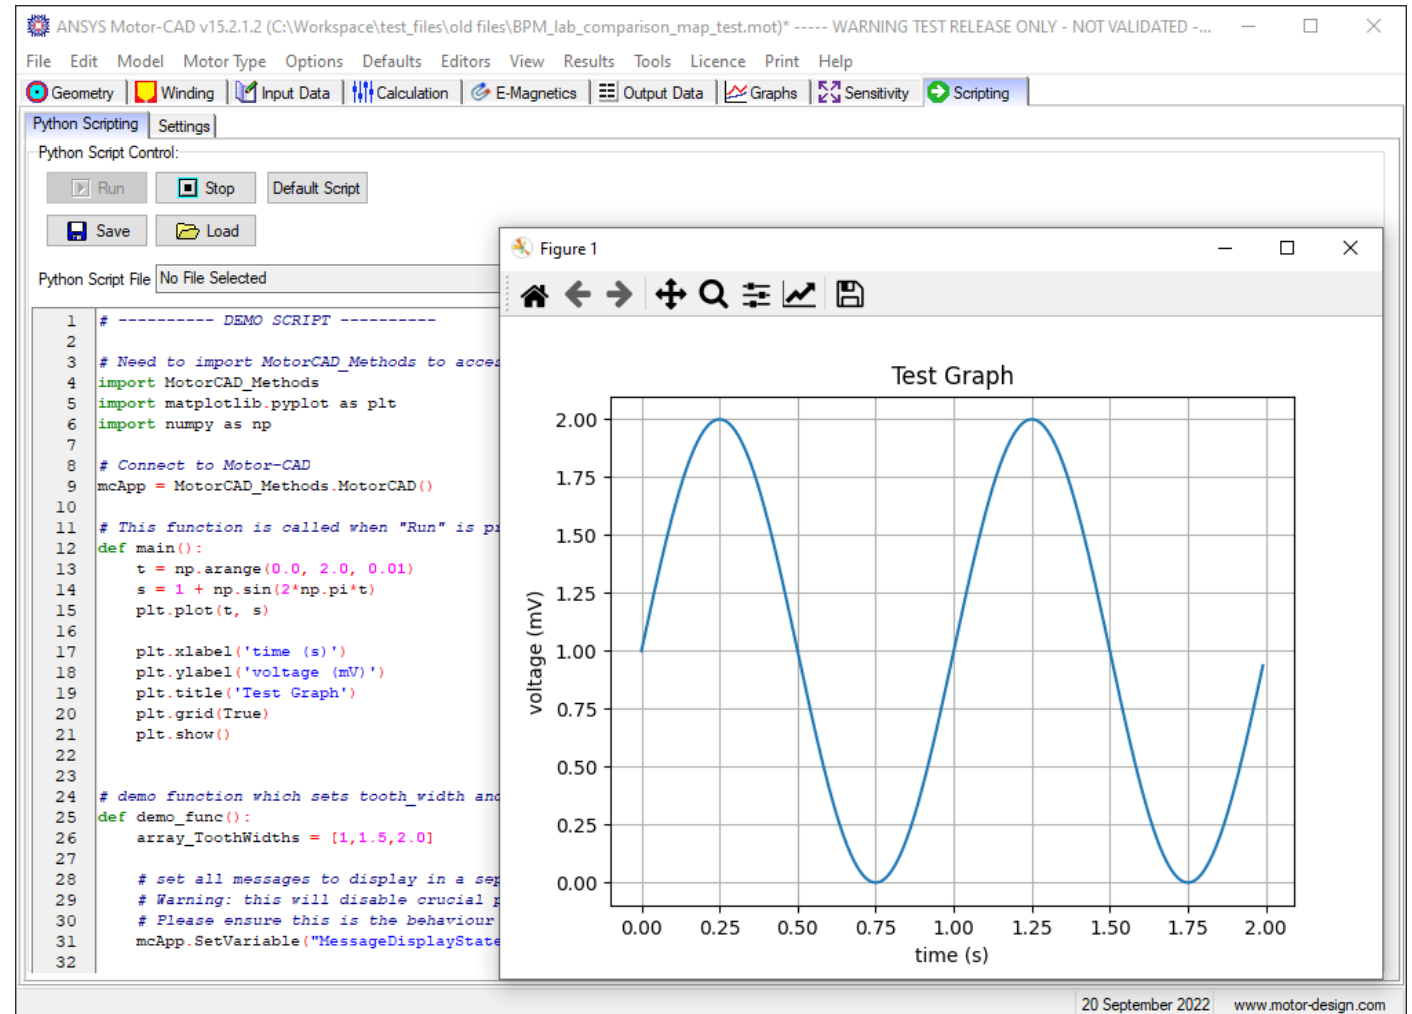 ANSYS Motor-CAD v15.2.1.2 (C:\Workspace\test_files\old files\BPM_lab_comparison_map_test.mot)* ----- WARNING TEST RELEASE ONLY - NOT VALIDATED -...
File Edit Model Motor Type Options Defaults Editors View Results Tools Licence Print Help
Geometry Winding Input Data Calculation E-Magnetics Output Data Graphs Sensitivity Scripting
Python Scripting Settings
Python Script Control:
Run Stop Default Script
Save Load
Python Script File No File Selected
1 # ---------- DEMO SCRIPT ----------
2
3 # Need to import MotorCAD_Methods to acces
4 import MotorCAD_Methods
5 import matplotlib.pyplot as plt
6 import numpy as np
7
8 # Connect to Motor-CAD
9 mcApp = MotorCAD_Methods.MotorCAD()
10
11 # This function is called when "Run" is pr
12 def main():
13 t = np.arange(0.0, 2.0, 0.01)
14 s = 1 + np.sin(2*np.pi*t)
15 plt.plot(t, s)
16
17 plt.xlabel('time (s)')
18 plt.ylabel('voltage (mV)')
19 plt.title('Test Graph')
20 plt.grid(True)
21 plt.show()
22
23
24 # demo function which sets tooth_width and
25 def demo_func():
26 array_ToothWidths = [1,1.5,2.0]
27
28 # set all messages to display in a sep
29 # Warning: this will disable crucial p
30 # Please ensure this is the behaviour
31 mcApp.SetVariable("MessageDisplayState
32
Figure 1
Test Graph
2.00
1.75
1.50
1.25
1.00
0.75
0.50
0.25
0.00
voltage (mV)
0.00 0.25 0.50 0.75 1.00 1.25 1.50 1.75 2.00
time (s)
20 September 2022 www.motor-design.com